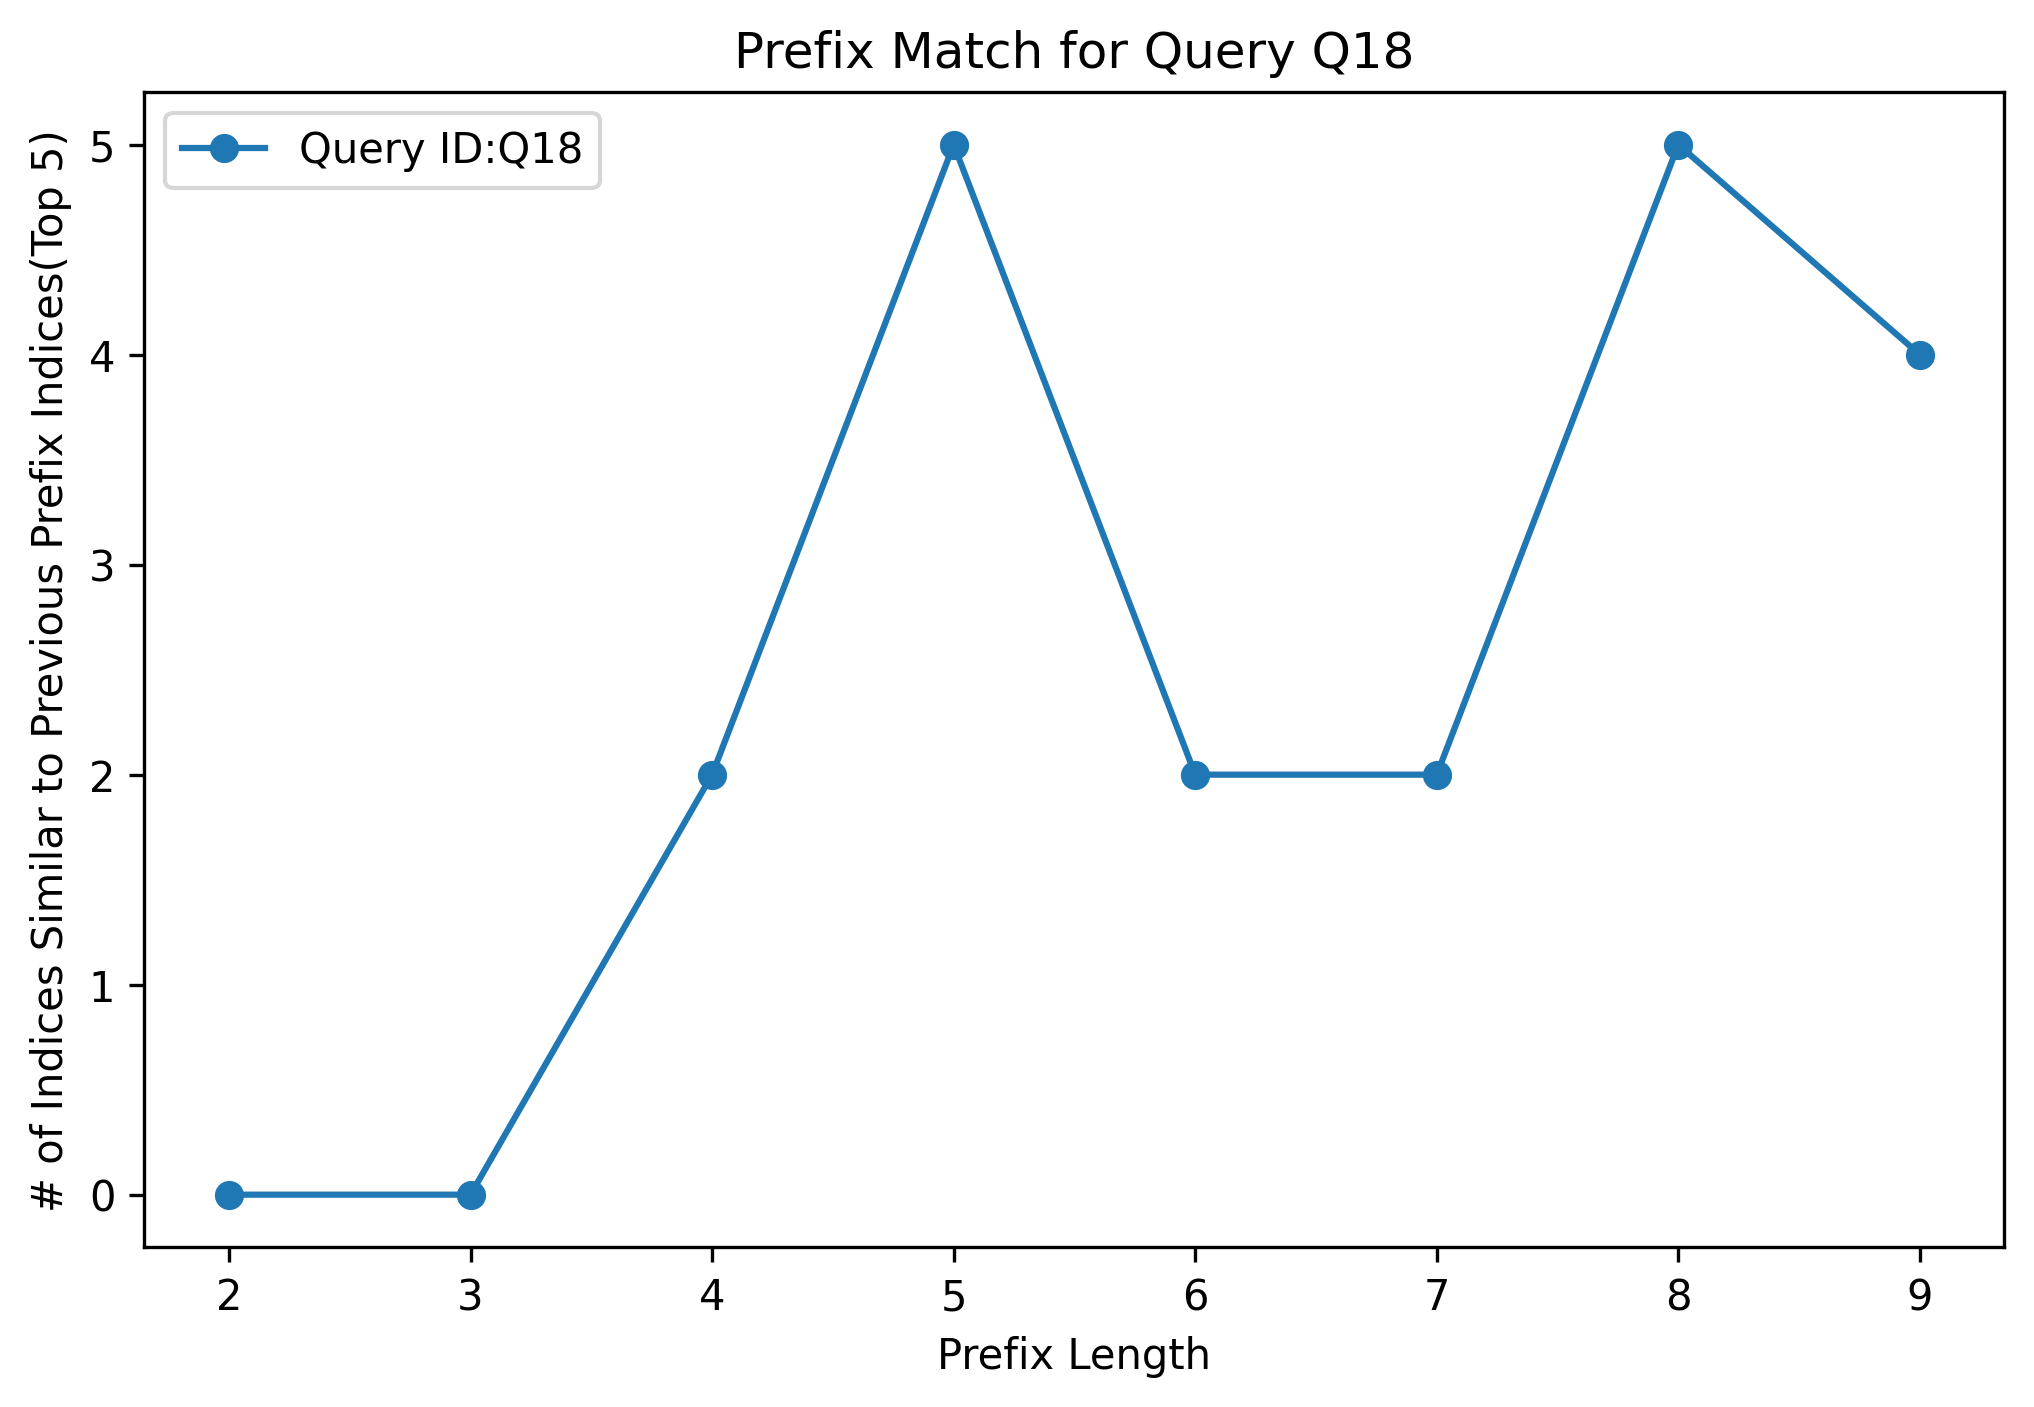 Prefix Match for Query Q18
Query ID:Q18
# of Indices Similar to Previous Prefix Indices(Top 5)
5
4
3
2
1
0
2 3 4 5 6 7 8 9
Prefix Length